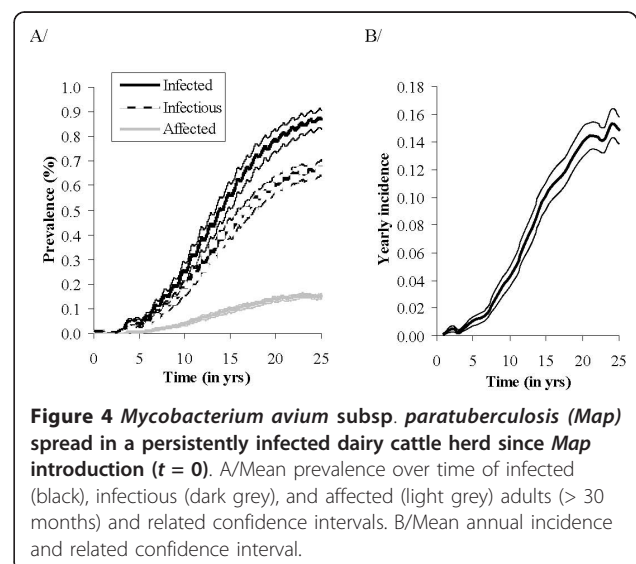 A/
B/
Infected
Infectious
Affected
1.0
0.9
0.8
0.7
0.6
0.5
0.4
0.3
0.2
0.1
0.0
Prevalence (%)
0 5 10 15 20 25
Time (in yrs)
0.18
0.16
0.14
0.12
0.10
0.08
0.06
0.04
0.02
0.00
Yearly incidence
0 5 10 15 20 25
Time (in yrs)
Figure 4 Mycobacterium avium subsp. paratuberculosis (Map)
spread in a persistently infected dairy cattle herd since Map
introduction (t = 0). A/Mean prevalence over time of infected
(black), infectious (dark grey), and affected (light grey) adults (> 30
months) and related confidence intervals. B/Mean annual incidence
and related confidence interval.